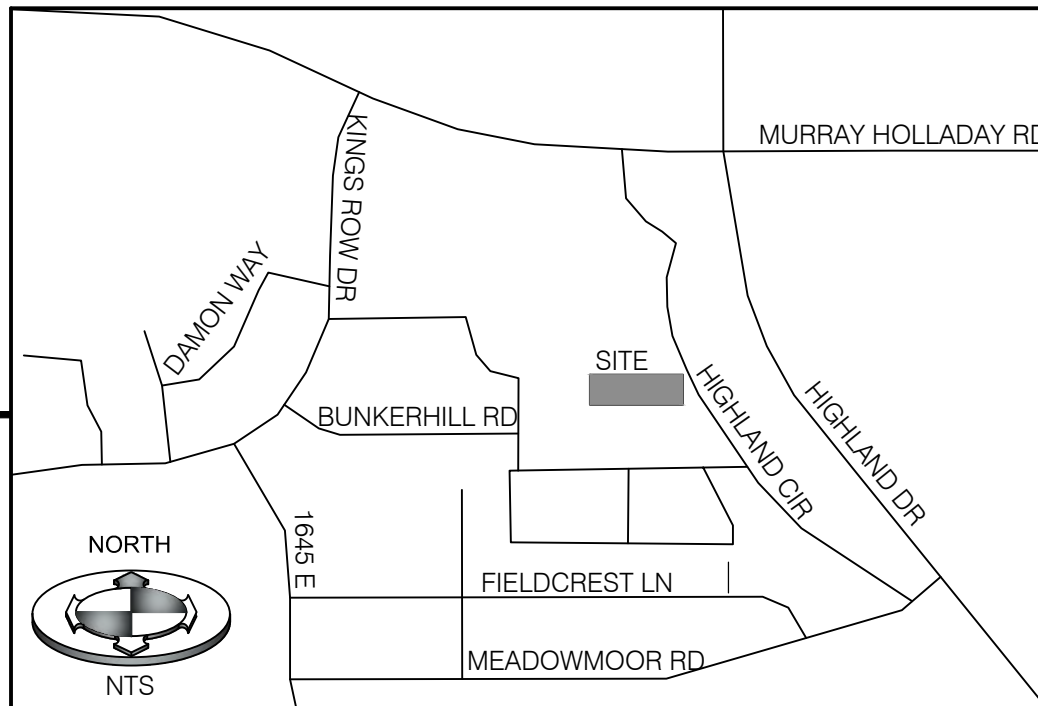 MURRAY HOLLADAY RD
KINGS ROW DR
DAMON WAY
SITE
HIGHLAND CIR
HIGHLAND DR
BUNKERHILL RD
1645 E
NORTH
FIELDCREST LN
MEADOWMOOR RD
NTS